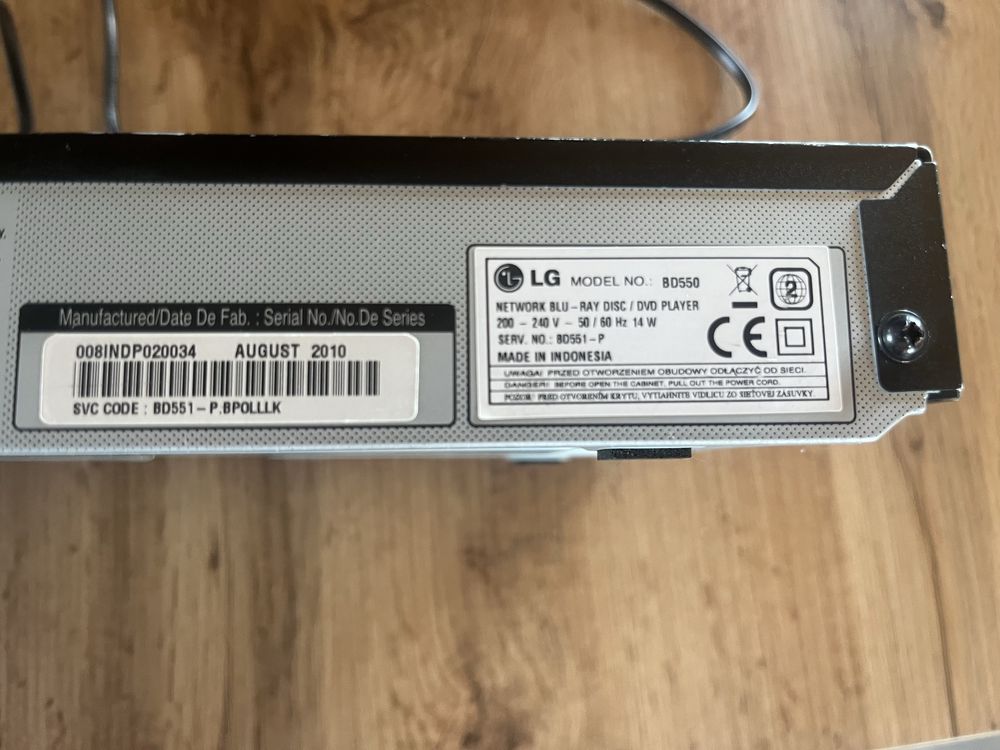 Manufactured/Date De Fab. : Serial No./No.De Series
008INDP020034 AUGUST 2010
SVC CODE : BD551-P.BPOLLLK
LG MODEL NO.: BD550
NETWORK BLU-RAY DISC / DVD PLAYER
200 - 240 V ~ 50 / 60 Hz 14 W
SERV. NO.: BD551-P
MADE IN INDONESIA
2
CE
UWAGA: PRZED OTWORZENIEM OBUDOWY ODŁĄCZYĆ OD SIECI.
DANGER: BEFORE OPEN THE CABINET, PULL OUT THE POWER CORD.
POZOR: PRED OTVORENÍM KRYTU, VYTIAHNITE VIDLICU ZO SIEŤOVEJ ZÁSUVKY